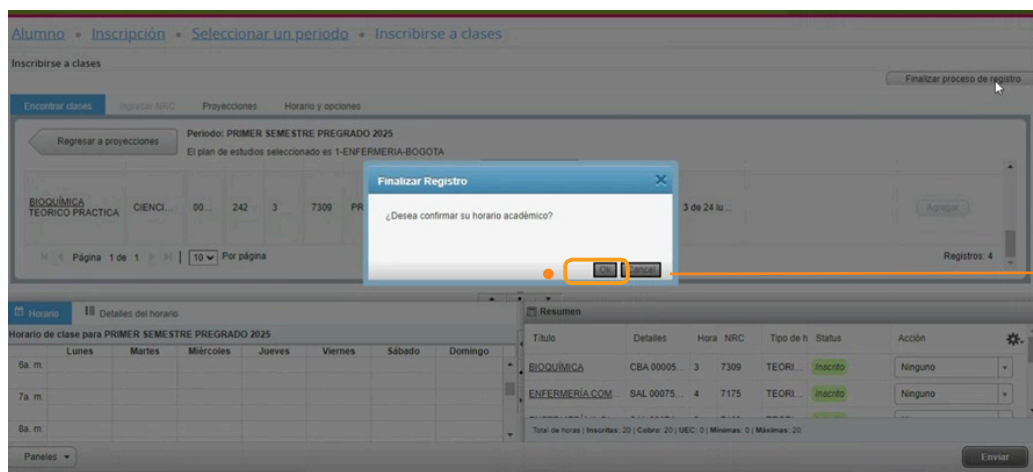 Alumno • Inscripción • Seleccionar un periodo • Inscribirse a clases
Inscribirse a clases
Finalizar proceso de registro
Encontrar clases Ingresar NRC Proyecciones Horario y opciones
Regresar a proyecciones
Periodo: PRIMER SEMESTRE PREGRADO 2025
El plan de estudios seleccionado es 1-ENFERMERIA-BOGOTA
Finalizar Registro
¿Desea confirmar su horario académico?
Ok Cancel
BIOQUÍMICA
TEORICO PRACTICA CIENCI... 00... 242 3 7309 PR 3 de 24 lu... Agregar
Página 1 de 1 10 Por página Registros: 4
Horario Detalles del horario
Horario de clase para PRIMER SEMESTRE PREGRADO 2025
Lunes Martes Miércoles Jueves Viernes Sábado Domingo
6a. m.
7a. m.
8a. m.
Resumen
Título Detalles Hora NRC Tipo de h Status Acción
BIOQUÍMICA CBA 00005... 3 7309 TEORI... Inscrito Ninguno
ENFERMERÍA COM... SAL 00075... 4 7175 TEORI... Inscrito Ninguno
Total de horas | Inscritas: 20 | Cobro: 20 | UEC: 0 | Mínimas: 0 | Máximas: 20
Paneles Enviar